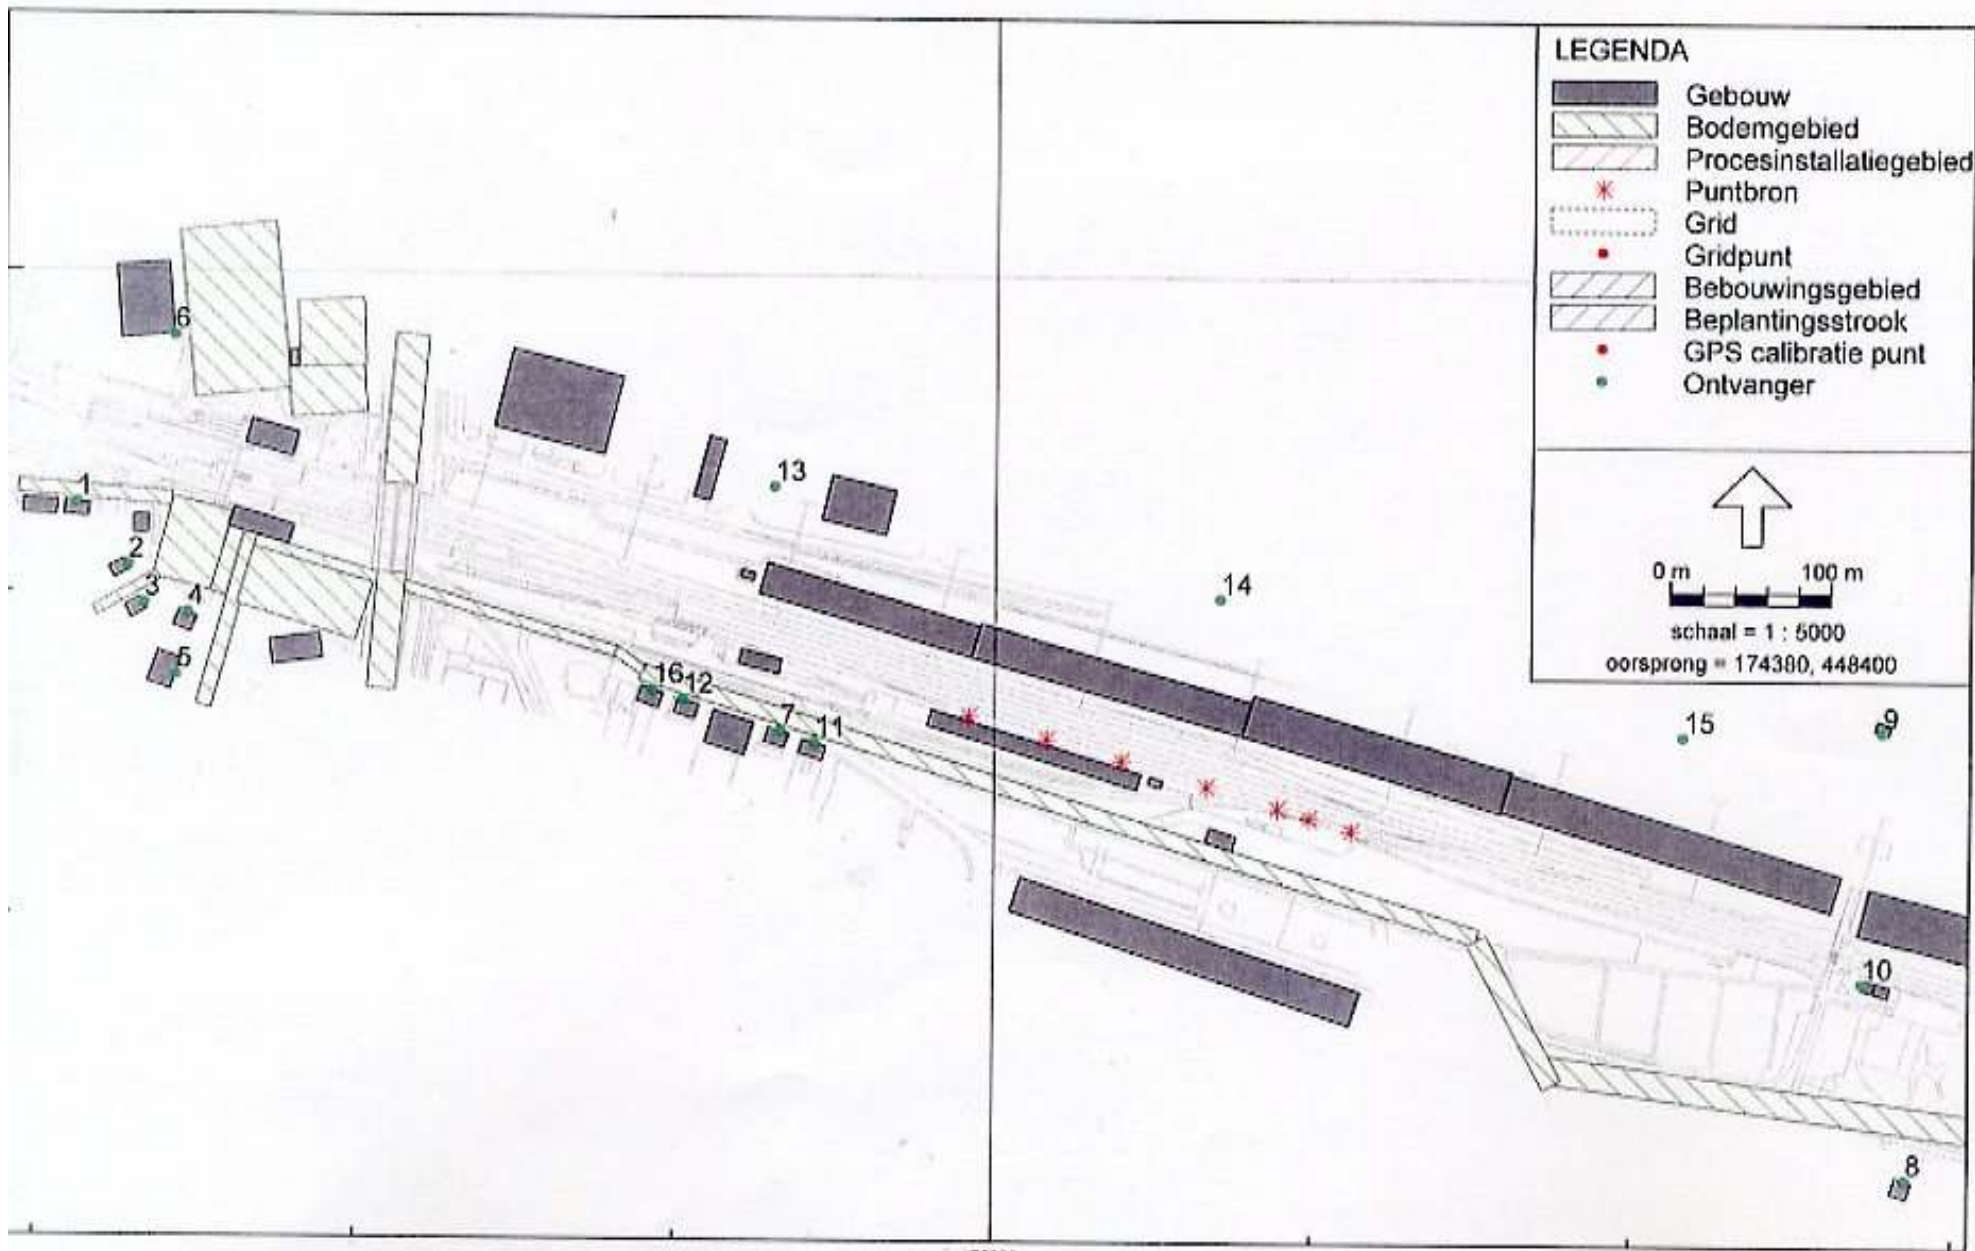 LEGENDA
Gebouw
Bodemgebied
Procesinstallatiegebied
Puntbron
Grid
Gridpunt
Bebouwingsgebied
Beplantingsstrook
GPS calibratie punt
Ontvanger
0 m 100 m
schaal = 1 : 5000
oorsprong = 174380, 448400
6
1
2
3
4
5
13
14
16
12
7
11
15
9
10
8